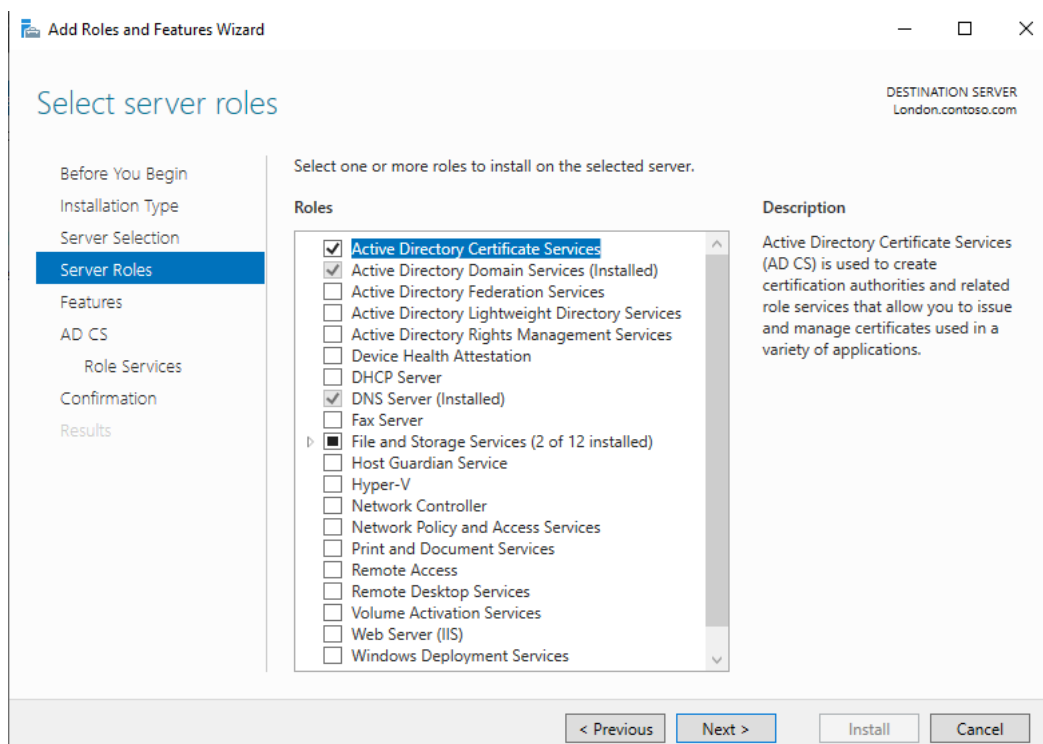 Add Roles and Features Wizard
Select server roles
DESTINATION SERVER
London.contoso.com
Before You Begin
Installation Type
Server Selection
Server Roles
Features
AD CS
Role Services
Confirmation
Results
Select one or more roles to install on the selected server.
Roles
Active Directory Certificate Services
Active Directory Domain Services (Installed)
Active Directory Federation Services
Active Directory Lightweight Directory Services
Active Directory Rights Management Services
Device Health Attestation
DHCP Server
DNS Server (Installed)
Fax Server
File and Storage Services (2 of 12 installed)
Host Guardian Service
Hyper-V
Network Controller
Network Policy and Access Services
Print and Document Services
Remote Access
Remote Desktop Services
Volume Activation Services
Web Server (IIS)
Windows Deployment Services
Description
Active Directory Certificate Services
(AD CS) is used to create
certification authorities and related
role services that allow you to issue
and manage certificates used in a
variety of applications.
< Previous
Next >
Install
Cancel